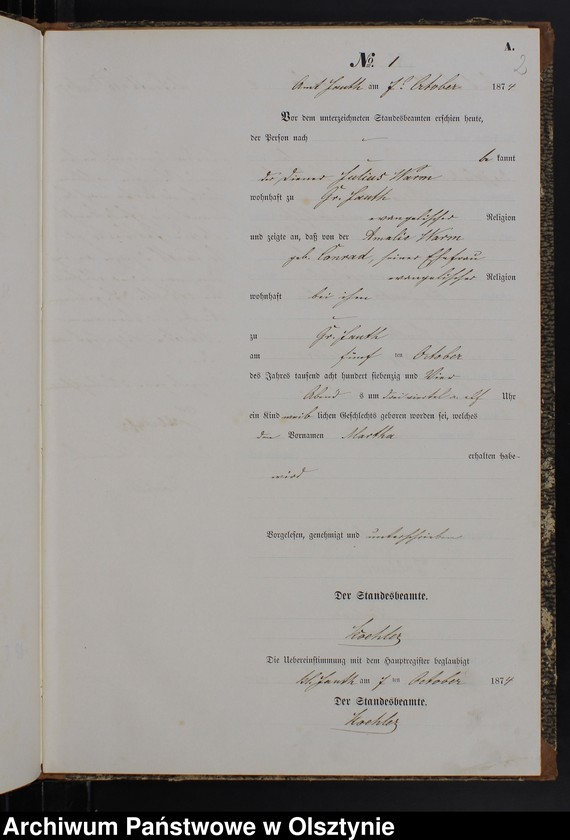 A.
2
No. 1
Amt Jauth am 7t October 1874
Vor dem unterzeichneten Standesbeamten erschien heute,
der Person nach
be kannt
der Diener Julius Warm
wohnhaft zu Gr. Jauth
evangelischer Religion
und zeigte an, daß von der Amalie Warm
geb. Conrad, seiner Ehefrau
evangelischer Religion
wohnhaft bei ihm
zu Gr. Jauth
am fünf ten October
des Jahres tausend acht hundert siebenzig und Vier
Abend s um dreiviertel elf Uhr
ein Kind weib lichen Geschlechts geboren worden sei, welches
den Vornamen Martha
erhalten habe-
wird
Vorgelesen, genehmigt und unterschrieben
Der Standesbeamte.
Koehler
Die Uebereinstimmung mit dem Hauptregister beglaubigt
Jauth am 7 ten October 1874
Der Standesbeamte.
Koehler
Archiwum Państwowe w Olsztynie